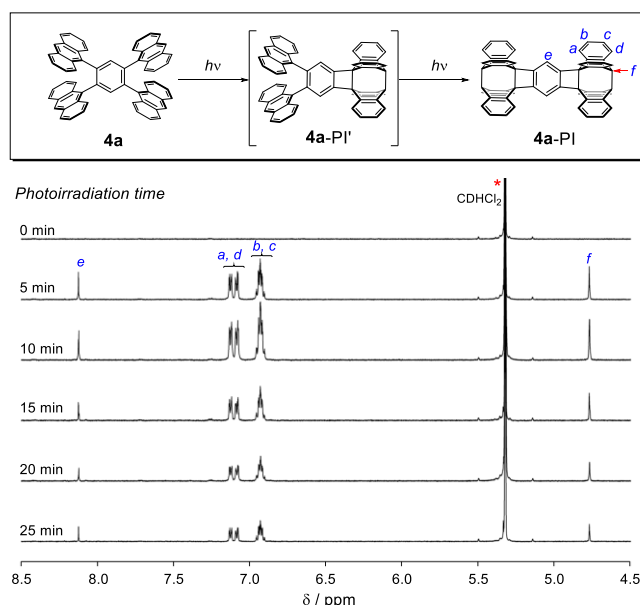 hν hν
a b c d e f
4a 4a-PI' 4a-PI
Photoirradiation time
* CDHCl₂
0 min
e a, d b, c f
5 min
10 min
15 min
20 min
25 min
8.5 8.0 7.5 7.0 6.5 6.0 5.5 5.0 4.5
δ / ppm